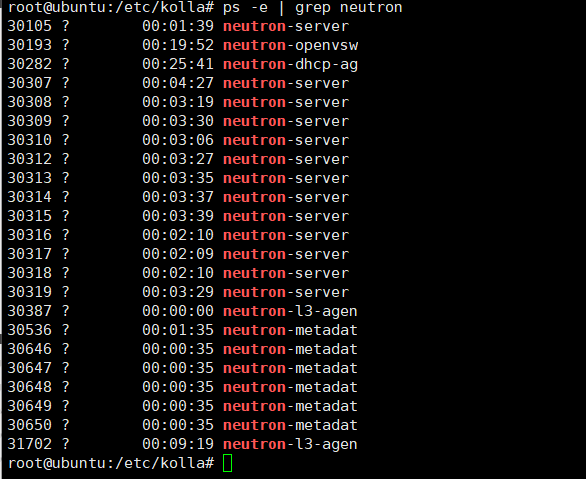 root@ubuntu:/etc/kolla# ps -e | grep neutron
30105 ?        00:01:39 neutron-server
30193 ?        00:19:52 neutron-openvsw
30282 ?        00:25:41 neutron-dhcp-ag
30307 ?        00:04:27 neutron-server
30308 ?        00:03:19 neutron-server
30309 ?        00:03:30 neutron-server
30310 ?        00:03:06 neutron-server
30312 ?        00:03:27 neutron-server
30313 ?        00:03:35 neutron-server
30314 ?        00:03:37 neutron-server
30315 ?        00:03:39 neutron-server
30316 ?        00:02:10 neutron-server
30317 ?        00:02:09 neutron-server
30318 ?        00:02:10 neutron-server
30319 ?        00:03:29 neutron-server
30387 ?        00:00:00 neutron-l3-agen
30536 ?        00:01:35 neutron-metadat
30646 ?        00:00:35 neutron-metadat
30647 ?        00:00:35 neutron-metadat
30648 ?        00:00:35 neutron-metadat
30649 ?        00:00:35 neutron-metadat
30650 ?        00:00:35 neutron-metadat
31702 ?        00:09:19 neutron-l3-agen
root@ubuntu:/etc/kolla#